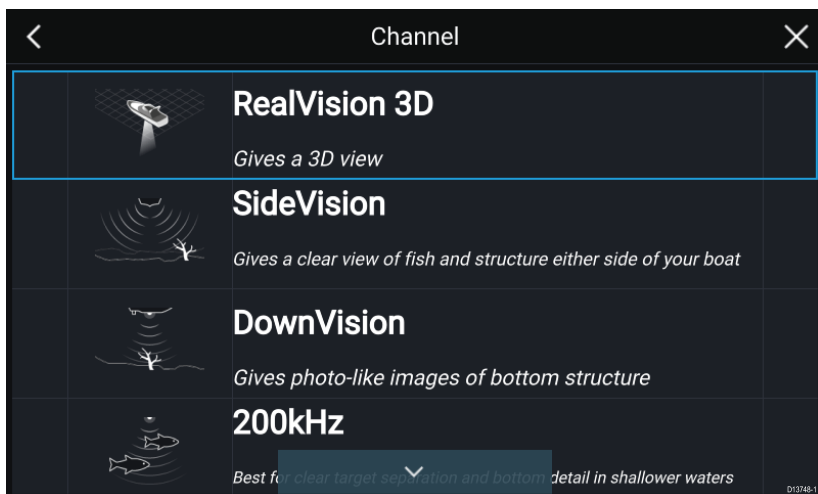 Channel
RealVision 3D
Gives a 3D view
SideVision
Gives a clear view of fish and structure either side of your boat
DownVision
Gives photo-like images of bottom structure
200kHz
Best for clear target separation and bottom detail in shallower waters
D13748-1